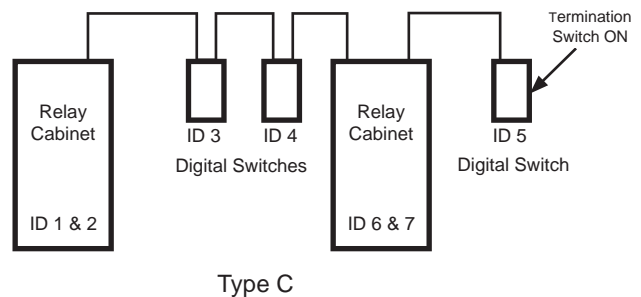 Termination
Switch ON
Relay
Cabinet
ID 3
ID 4
Relay
Cabinet
ID 5
Digital Switches
Digital Switch
ID 1 & 2
ID 6 & 7
Type C